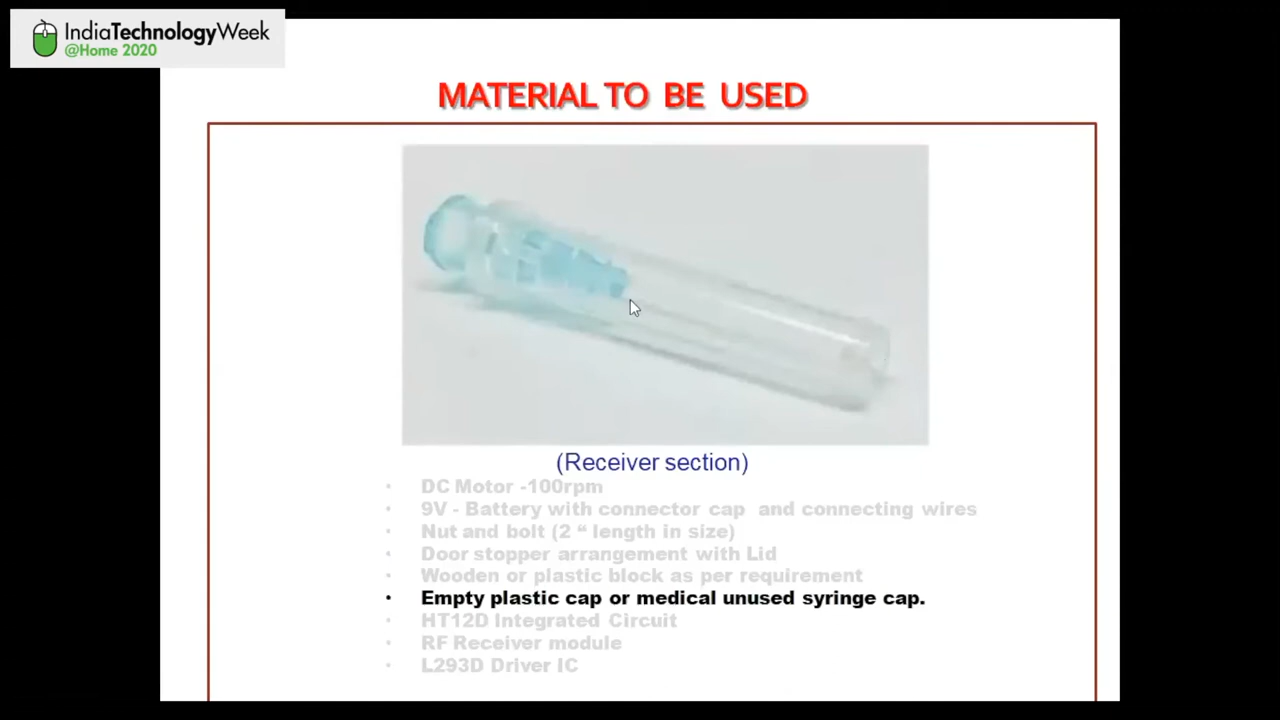 IndiaTechnologyWeek
@Home 2020
MATERIAL TO BE USED
(Receiver section)
• DC Motor -100rpm
• 9V - Battery with connector cap and connecting wires
• Nut and bolt (2 “ length in size)
• Door stopper arrangement with Lid
• Wooden or plastic block as per requirement
• Empty plastic cap or medical unused syringe cap.
• HT12D Integrated Circuit
• RF Receiver module
• L293D Driver IC